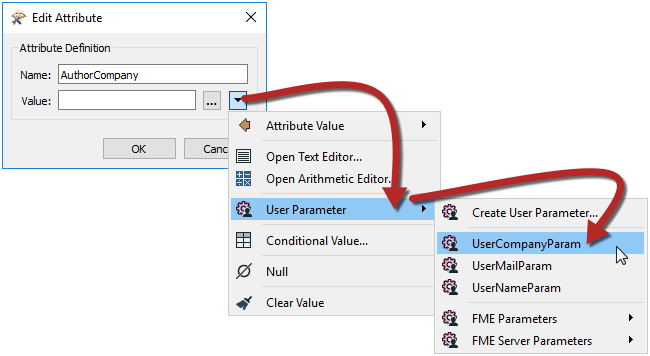 Edit Attribute
Attribute Definition
Name: AuthorCompany
Value: ...
OK
Attribute Value
Open Text Editor...
Open Arithmetic Editor..
User Parameter
Conditional Value...
Null
Clear Value
Create User Parameter...
UserCompanyParam
UserMailParam
UserNameParam
FME Parameters
FME Server Parameters